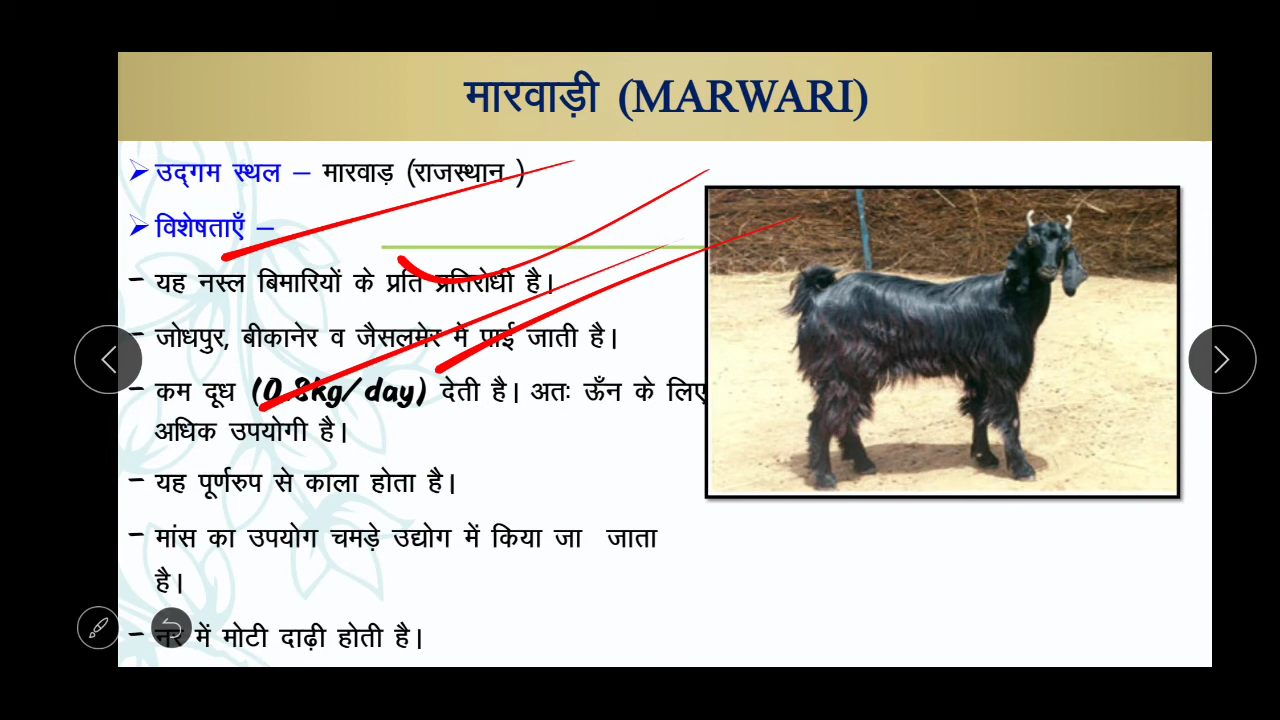 मारवाड़ी (MARWARI)
उद्गम स्थल – मारवाड़ (राजस्थान )
विशेषताएँ –
– यह नस्ल बिमारियों के प्रति प्रतिरोधी है।
– जोधपुर, बीकानेर व जैसलमेर में पाई जाती है।
– कम दूध (0.8kg/day) देती है। अतः ऊँन के लिए
अधिक उपयोगी है।
– यह पूर्णरुप से काला होता है।
– मांस का उपयोग चमड़े उद्योग में किया जा जाता
है।
– नर में मोटी दाढ़ी होती है।